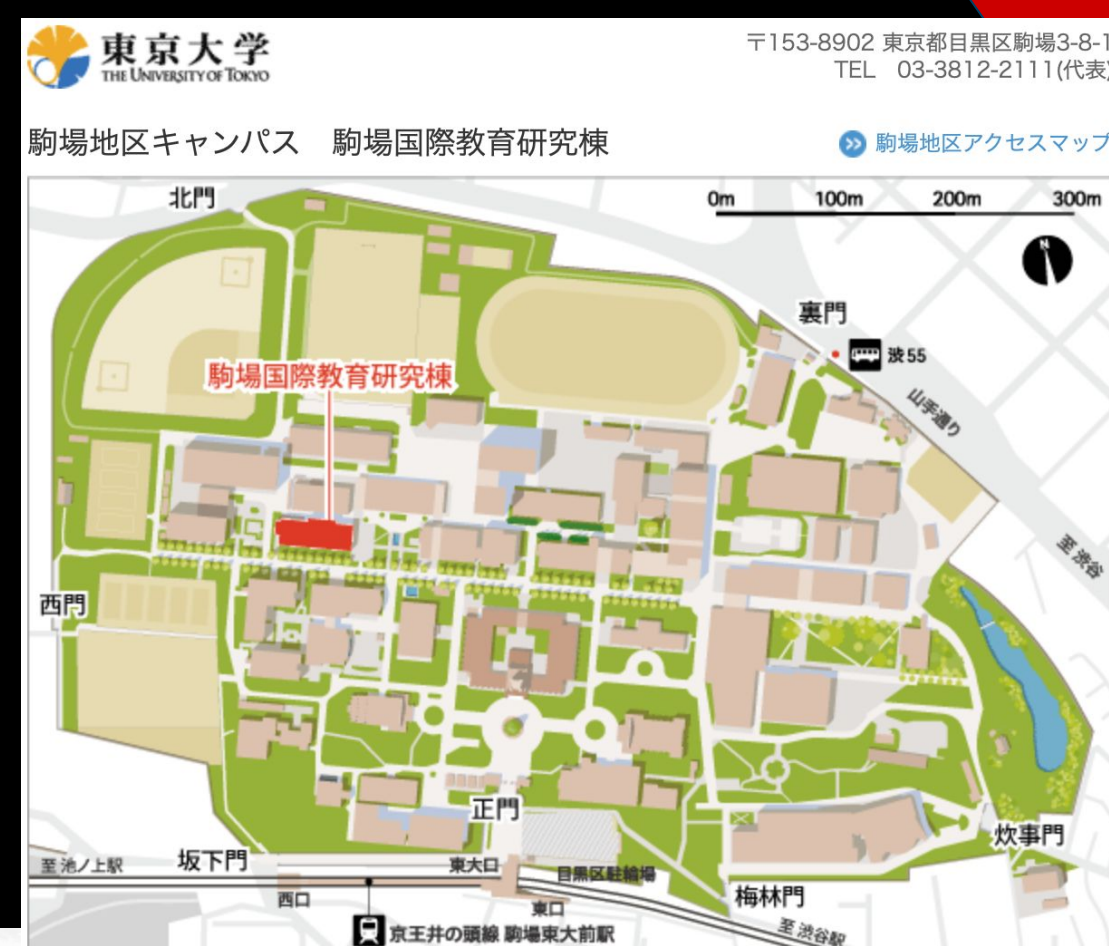 東京大学
THE UNIVERSITY OF TOKYO
〒153-8902 東京都目黒区駒場3-8-1
TEL 03-3812-2111(代表)
駒場地区キャンパス 駒場国際教育研究棟
駒場地区アクセスマップ
北門
0m 100m 200m 300m
N
裏門
渋55
山手通り
駒場国際教育研究棟
至 渋谷
西門
正門
炊事門
坂下門
至 池ノ上駅
東大口
目黒区駐輪場
西口
梅林門
東口
至 渋谷駅
京王井の頭線 駒場東大前駅